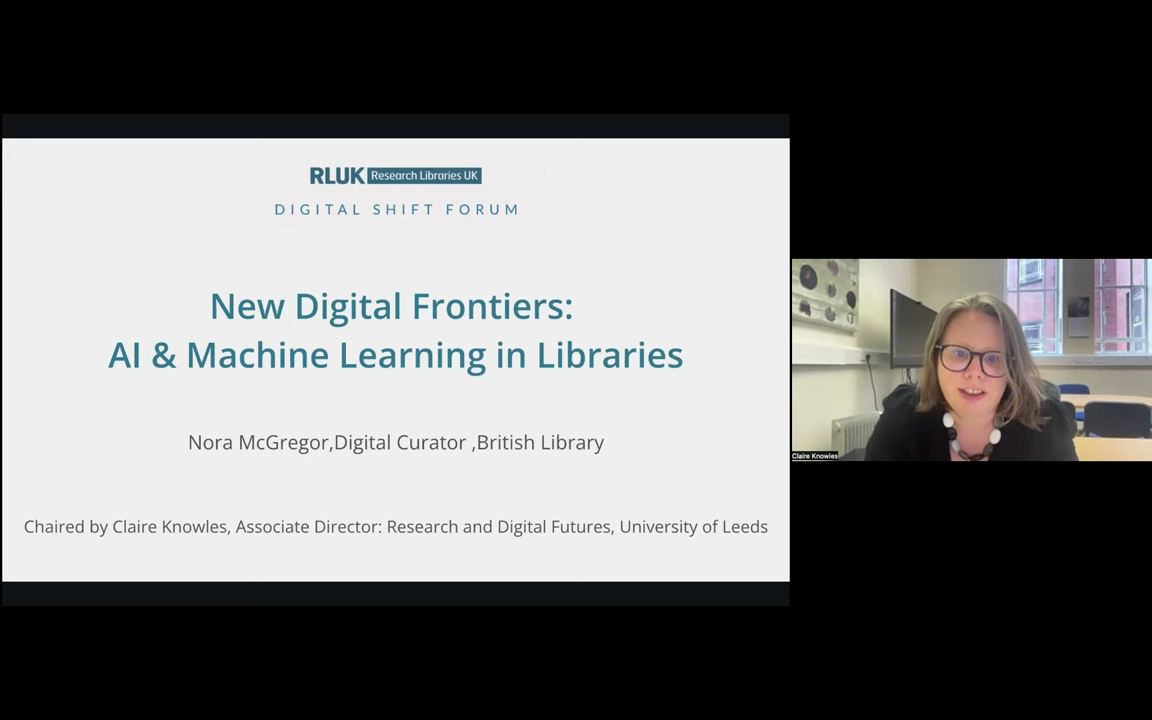 RLUK Research Libraries UK
DIGITAL SHIFT FORUM
New Digital Frontiers:
AI & Machine Learning in Libraries
Nora McGregor,Digital Curator ,British Library
Chaired by Claire Knowles, Associate Director: Research and Digital Futures, University of Leeds
Claire Knowles